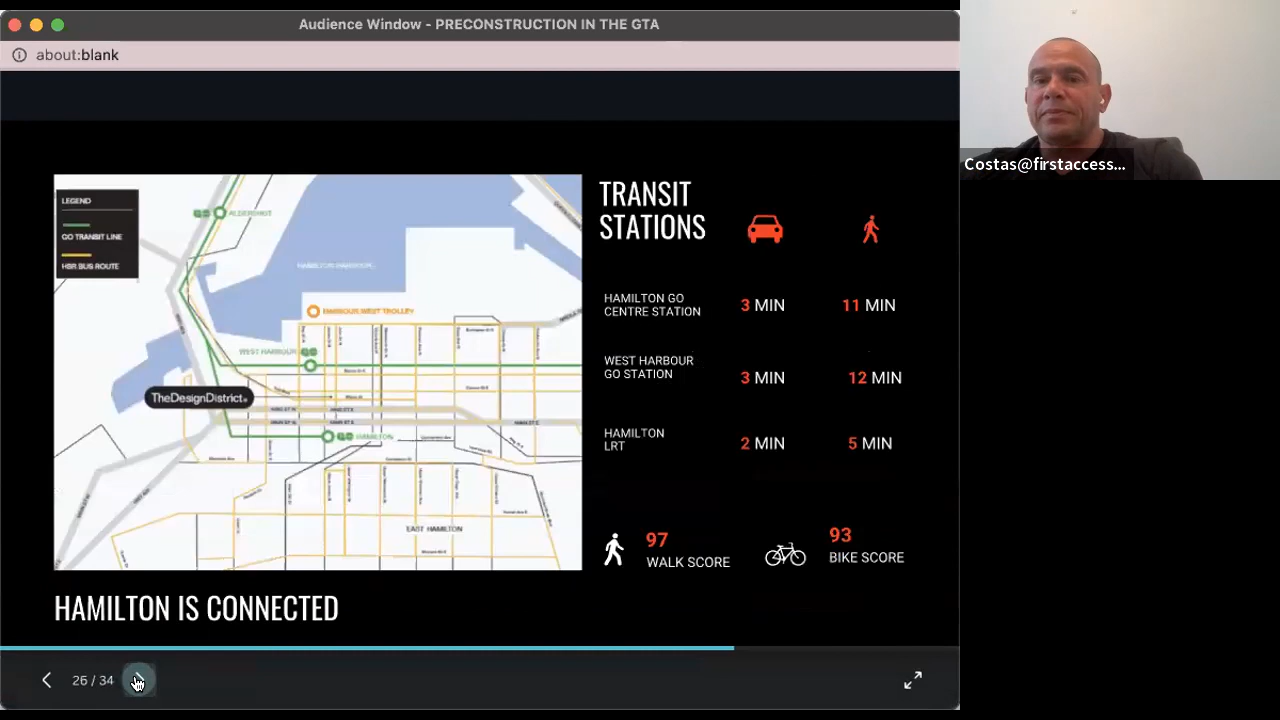 Audience Window - PRECONSTRUCTION IN THE GTA
about:blank
Costas@firstaccess...
LEGEND
GO TRANSIT LINE
HSR BUS ROUTE
ALDERSHOT
HAMILTON HARBOUR
HARBOUR WEST TROLLEY
WEST HARBOUR
TheDesignDistrict
HAMILTON
EAST HAMILTON
TRANSIT
STATIONS
HAMILTON GO
CENTRE STATION
3 MIN
11 MIN
WEST HARBOUR
GO STATION
3 MIN
12 MIN
HAMILTON
LRT
2 MIN
5 MIN
97
WALK SCORE
93
BIKE SCORE
HAMILTON IS CONNECTED
26 / 34